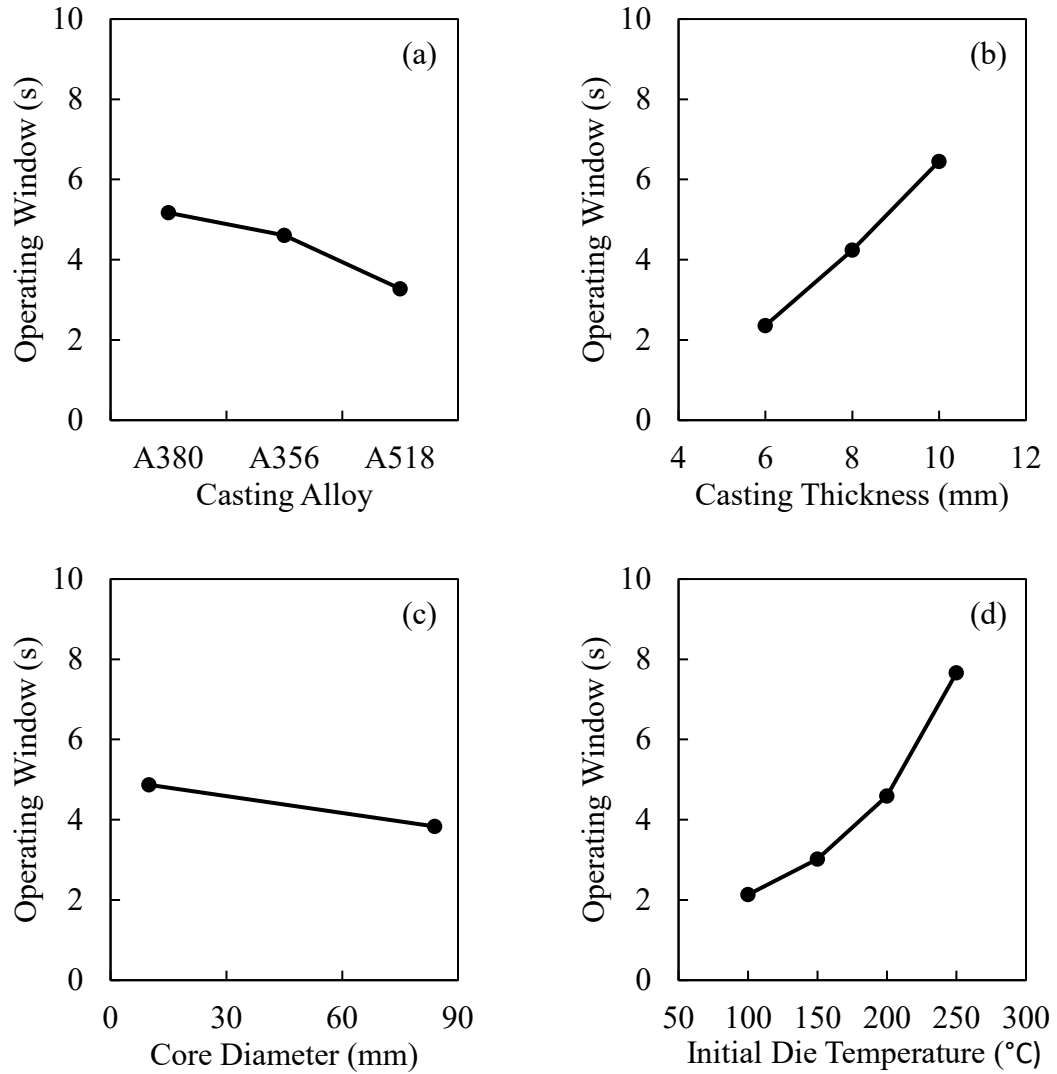 10
(a)
8
6
4
2
0
Operating Window (s)
A380 A356 A518
Casting Alloy
10
(b)
8
6
4
2
0
Operating Window (s)
4 6 8 10 12
Casting Thickness (mm)
10
(c)
8
6
4
2
0
Operating Window (s)
0 30 60 90
Core Diameter (mm)
10
(d)
8
6
4
2
0
Operating Window (s)
50 100 150 200 250 300
Initial Die Temperature (°C)